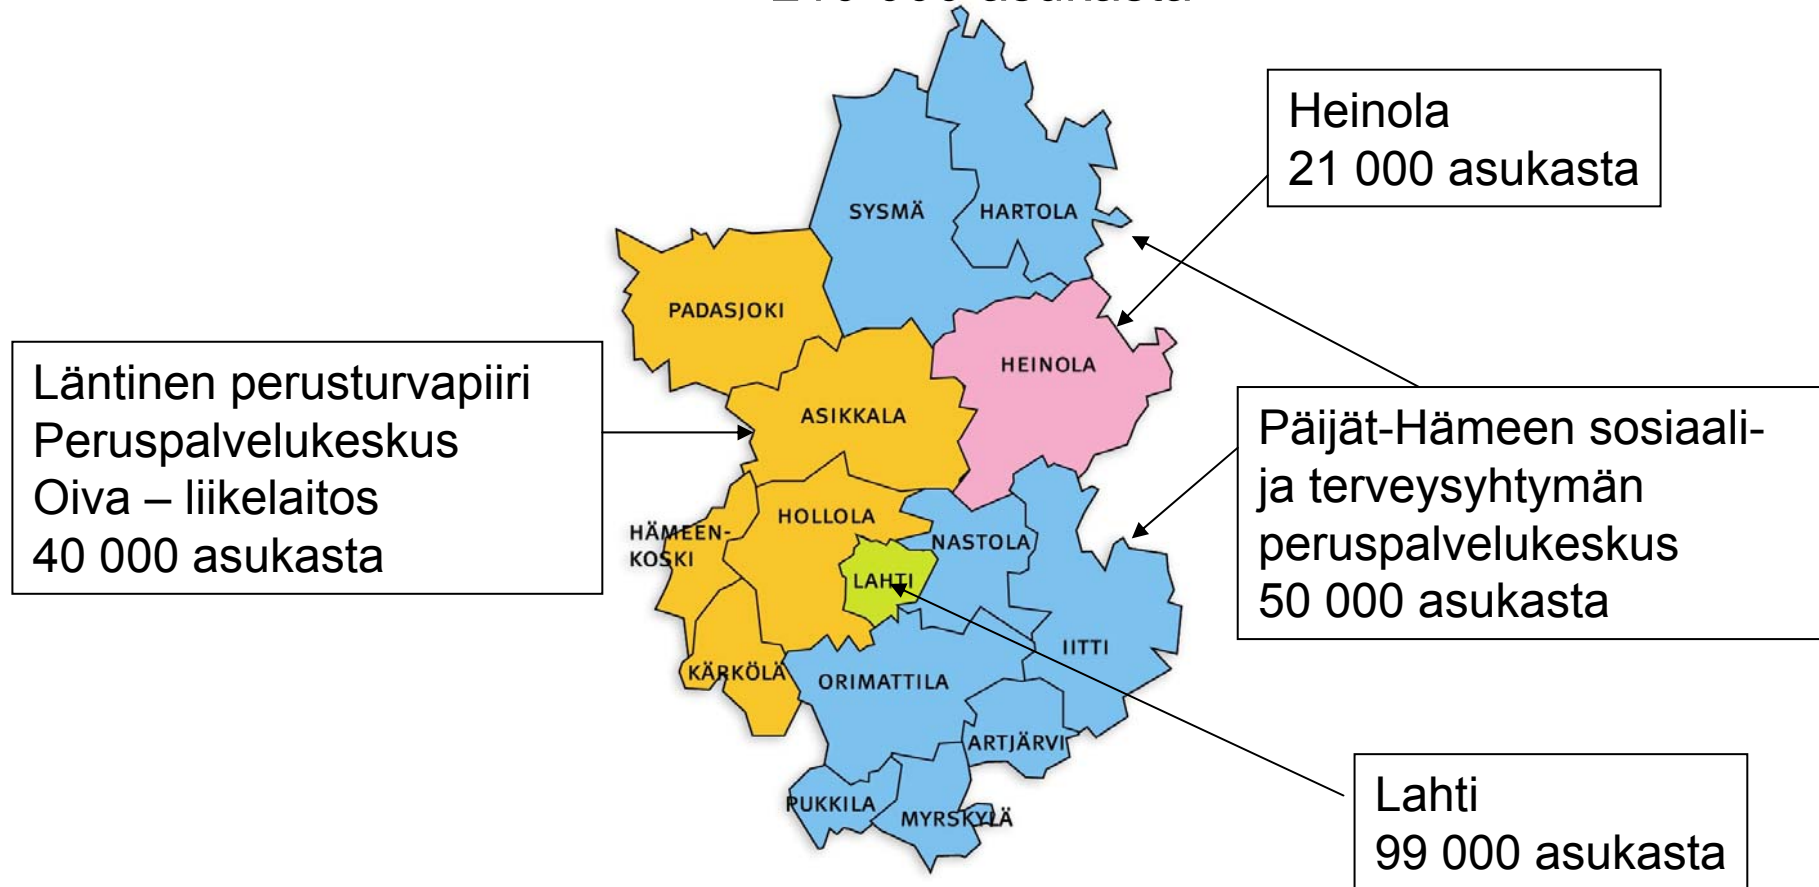 asukasta
Heinola
21 000 asukasta
SYSMÄ
HARTOLA
PADASJOKI
HEINOLA
Läntinen perusturvapiiri
Peruspalvelukeskus
Oiva – liikelaitos
40 000 asukasta
ASIKKALA
Päijät-Hämeen sosiaali-
ja terveysyhtymän
peruspalvelukeskus
50 000 asukasta
HOLLOLA
HÄMEEN-
KOSKI
NASTOLA
LAHTI
IITTI
KÄRKÖLÄ
ORIMATTILA
ARTJÄRVI
PUKKILA
MYRSKYLÄ
Lahti
99 000 asukasta